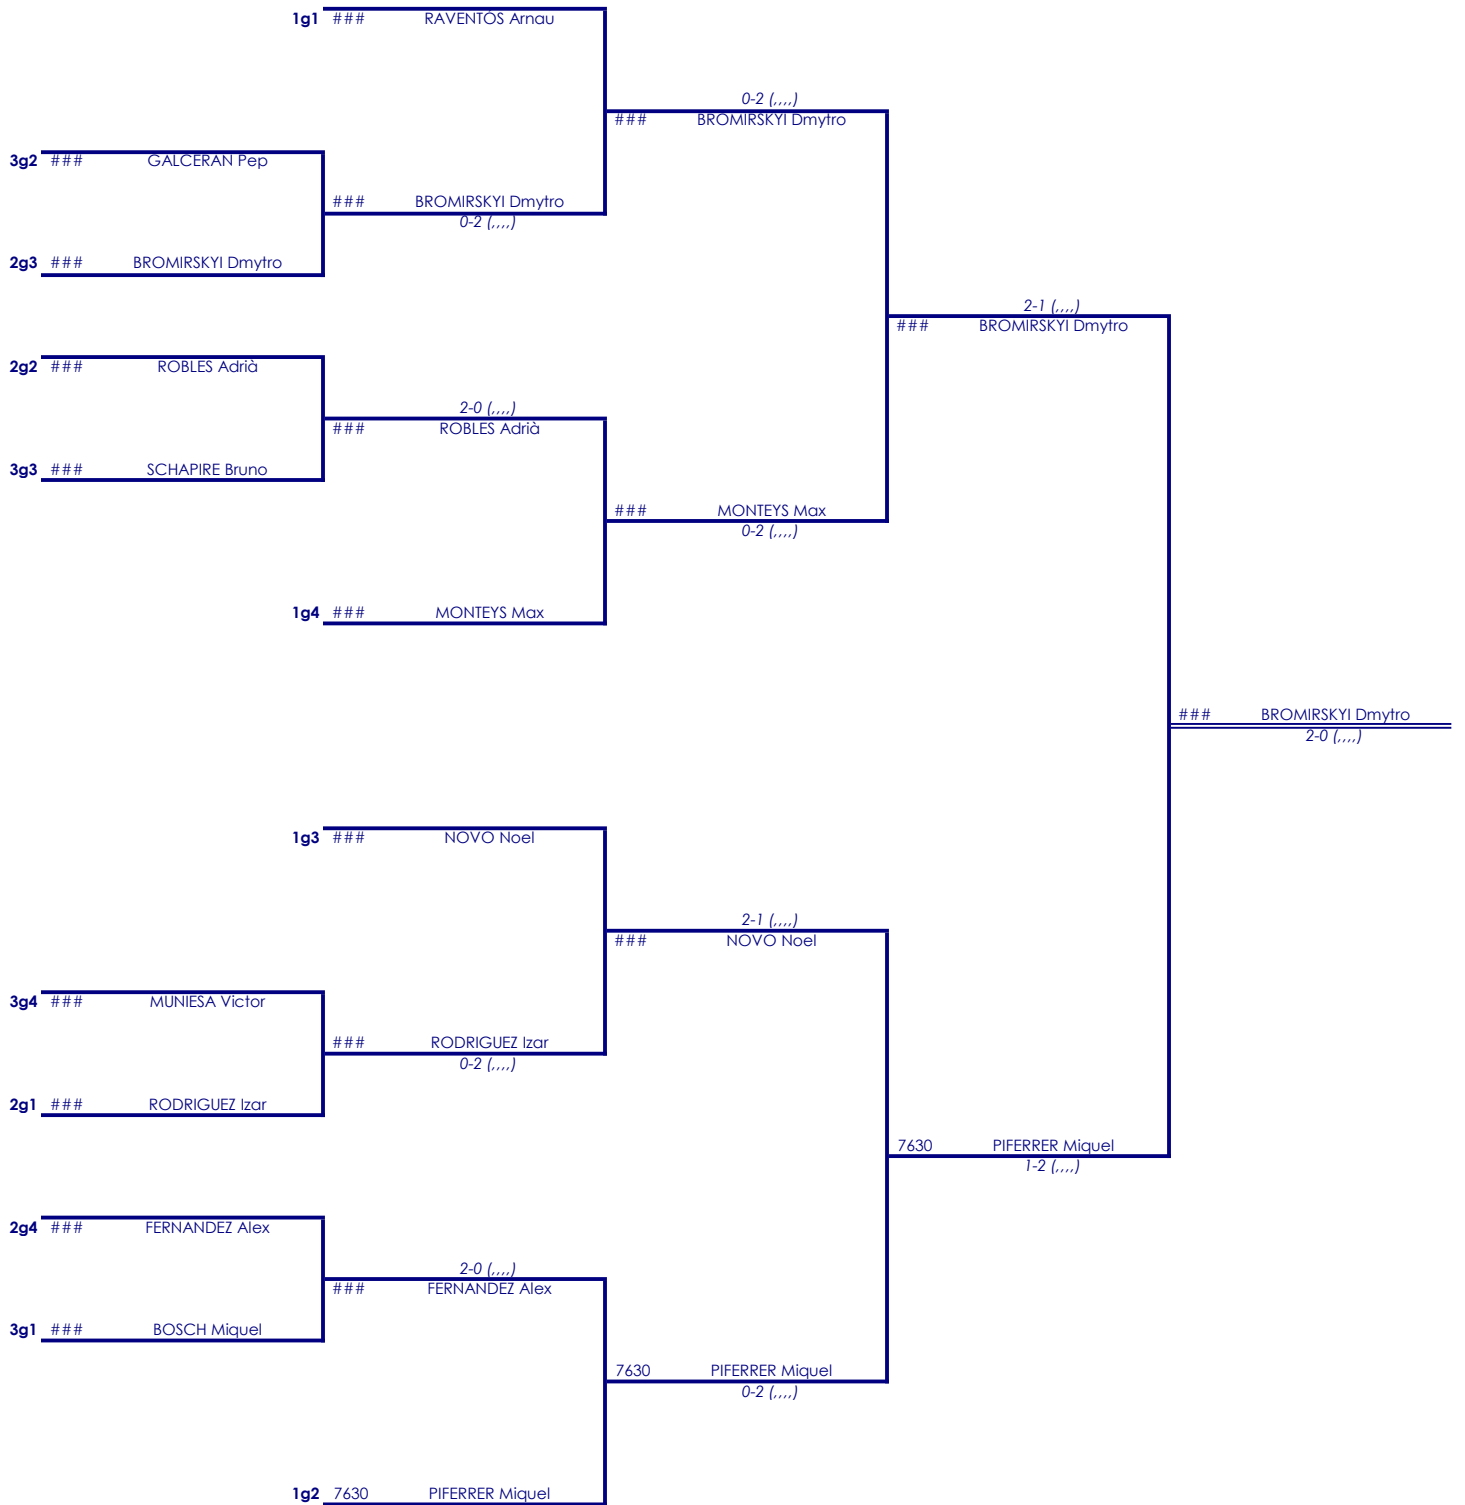 1g1 ### RAVENTÓS Arnau
0-2 (,,,,)
### BROMIRSKYI Dmytro
3g2 ### GALCERAN Pep
### BROMIRSKYI Dmytro
0-2 (,,,,)
2g3 ### BROMIRSKYI Dmytro
2-1 (,,,,)
### BROMIRSKYI Dmytro
2g2 ### ROBLES Adrià
2-0 (,,,,)
### ROBLES Adrià
3g3 ### SCHAPIRE Bruno
### MONTEYS Max
0-2 (,,,,)
1g4 ### MONTEYS Max
### BROMIRSKYI Dmytro
2-0 (,,,,)
1g3 ### NOVO Noel
2-1 (,,,,)
### NOVO Noel
3g4 ### MUNIESA Victor
### RODRIGUEZ Izar
0-2 (,,,,)
2g1 ### RODRIGUEZ Izar
7630 PIFERRER Miquel
1-2 (,,,,)
2g4 ### FERNANDEZ Alex
2-0 (,,,,)
### FERNANDEZ Alex
3g1 ### BOSCH Miquel
7630 PIFERRER Miquel
0-2 (,,,,)
1g2 7630 PIFERRER Miquel